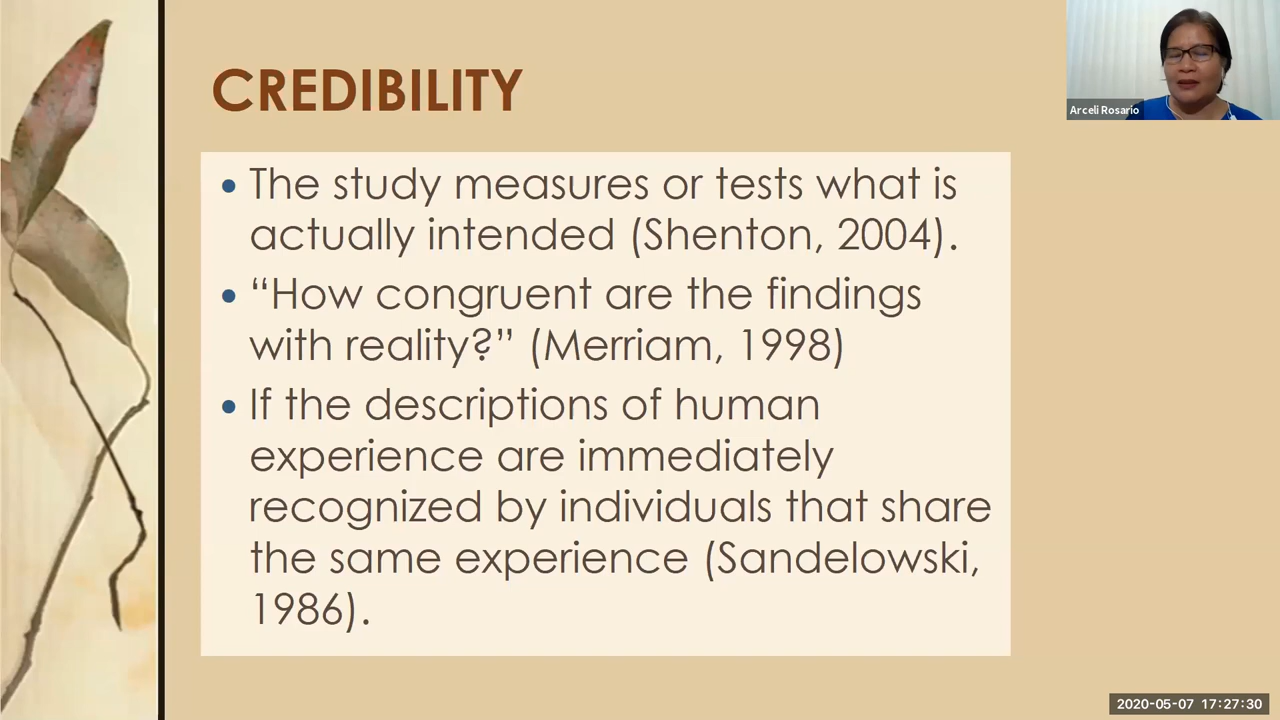 CREDIBILITY
Arceli Rosario
• The study measures or tests what is
actually intended (Shenton, 2004).
• “How congruent are the findings
with reality?” (Merriam, 1998)
• If the descriptions of human
experience are immediately
recognized by individuals that share
the same experience (Sandelowski,
1986).
2020-05-07 17:27:30